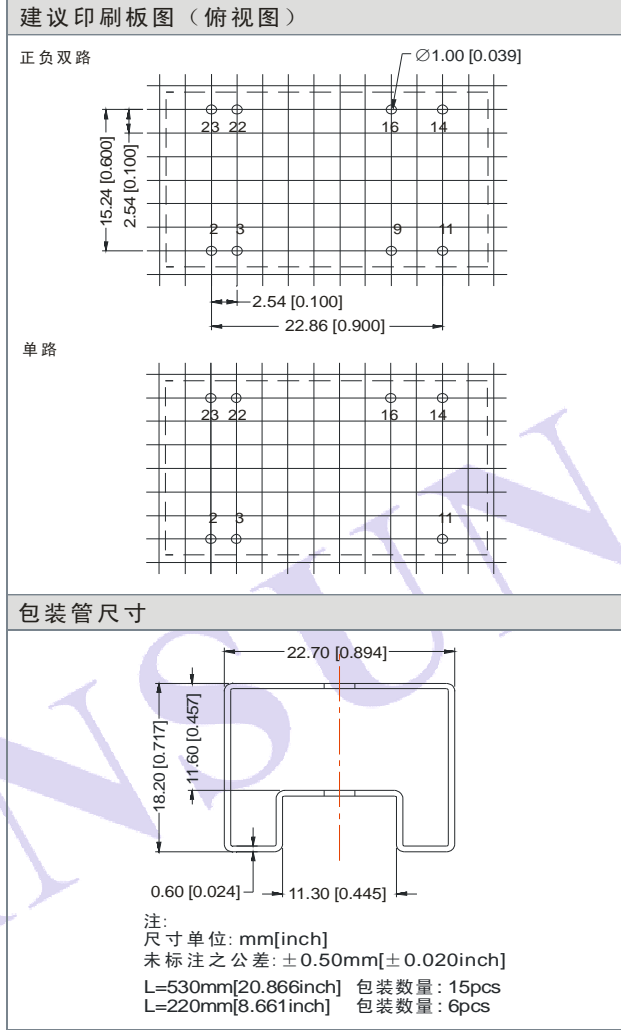 建议印刷板图（俯视图）
正负双路
∅1.00 [0.039]
23 22 16 14
15.24 [0.600]
2.54 [0.100]
2 3 9 11
2.54 [0.100]
22.86 [0.900]
单路
23 22 16 14
2 3 11
包装管尺寸
22.70 [0.894]
18.20 [0.717]
11.60 [0.457]
0.60 [0.024]
11.30 [0.445]
注:
尺寸单位: mm[inch]
未标注之公差: ±0.50mm[±0.020inch]
L=530mm[20.866inch] 包装数量: 15pcs
L=220mm[8.661inch] 包装数量: 6pcs
NSUN